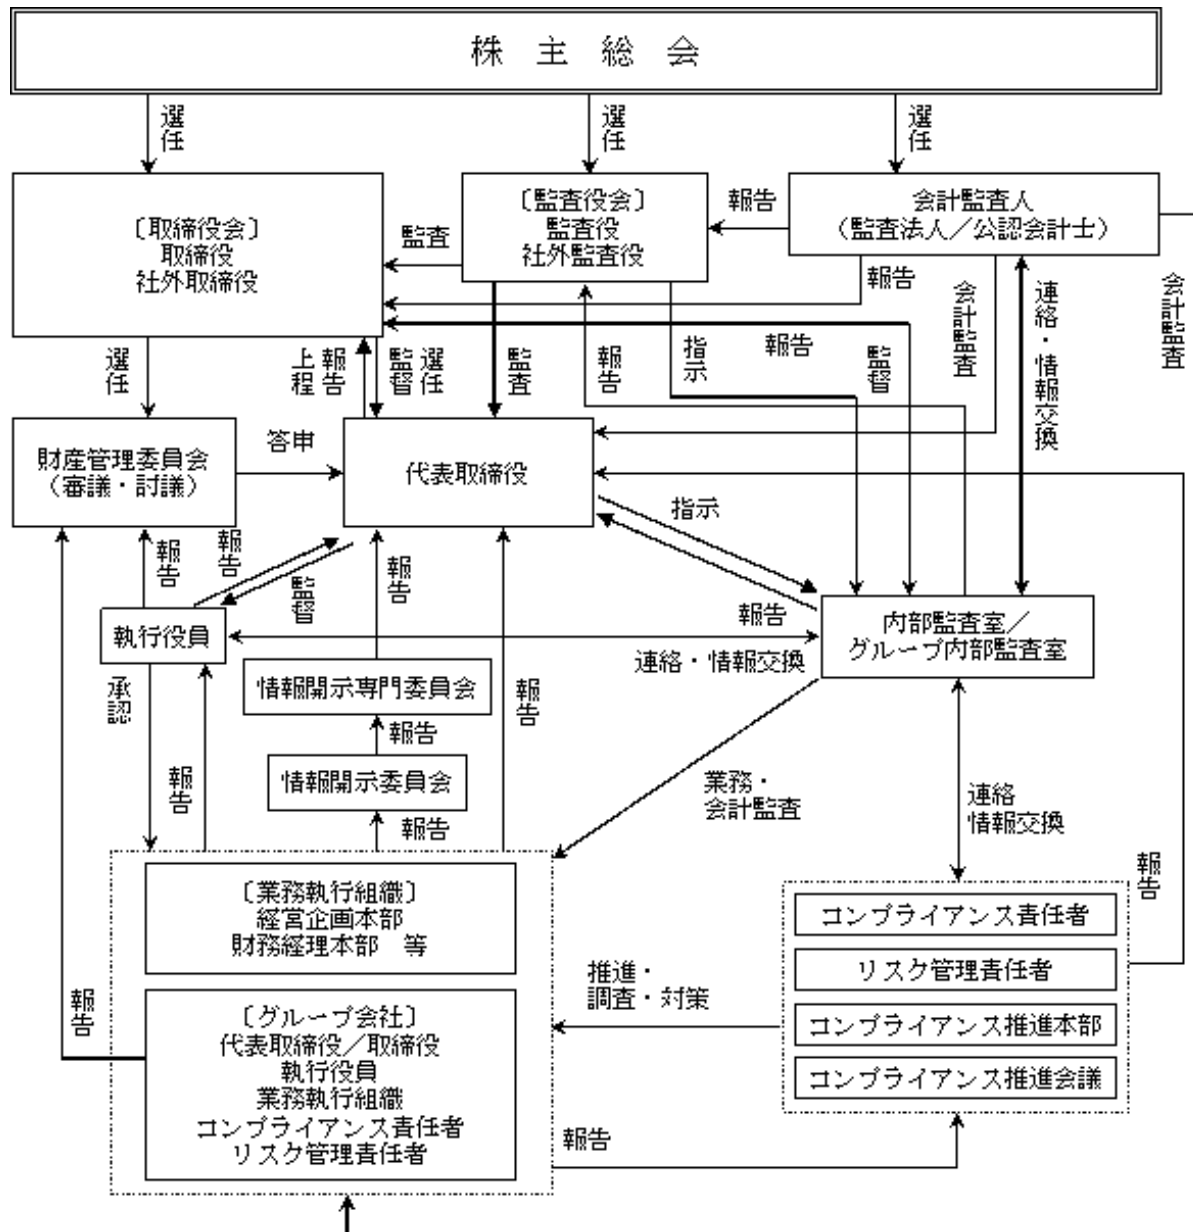 株主総会
選任
選任
選任
〔取締役会〕
取締役
社外取締役
〔監査役会〕
監査役
社外監査役
会計監査人
（監査法人／公認会計士）
監査
報告
報告
会計監査
連絡・情報交換
会計監査
選任
上程
報告
監督
選任
監査
報告
指示
報告
監督
財産管理委員会
（審議・討議）
答申
代表取締役
指示
報告
報告
報告
監督
報告
執行役員
連絡・情報交換
内部監査室／
グループ内部監査室
承認
情報開示専門委員会
報告
報告
報告
情報開示委員会
報告
業務・
会計監査
連絡
情報交換
報告
〔業務執行組織〕
経営企画本部
財務経理本部　等
コンプライアンス責任者
リスク管理責任者
コンプライアンス推進本部
コンプライアンス推進会議
推進・
調査・対策
報告
〔グループ会社〕
代表取締役／取締役
執行役員
業務執行組織
コンプライアンス責任者
リスク管理責任者
報告